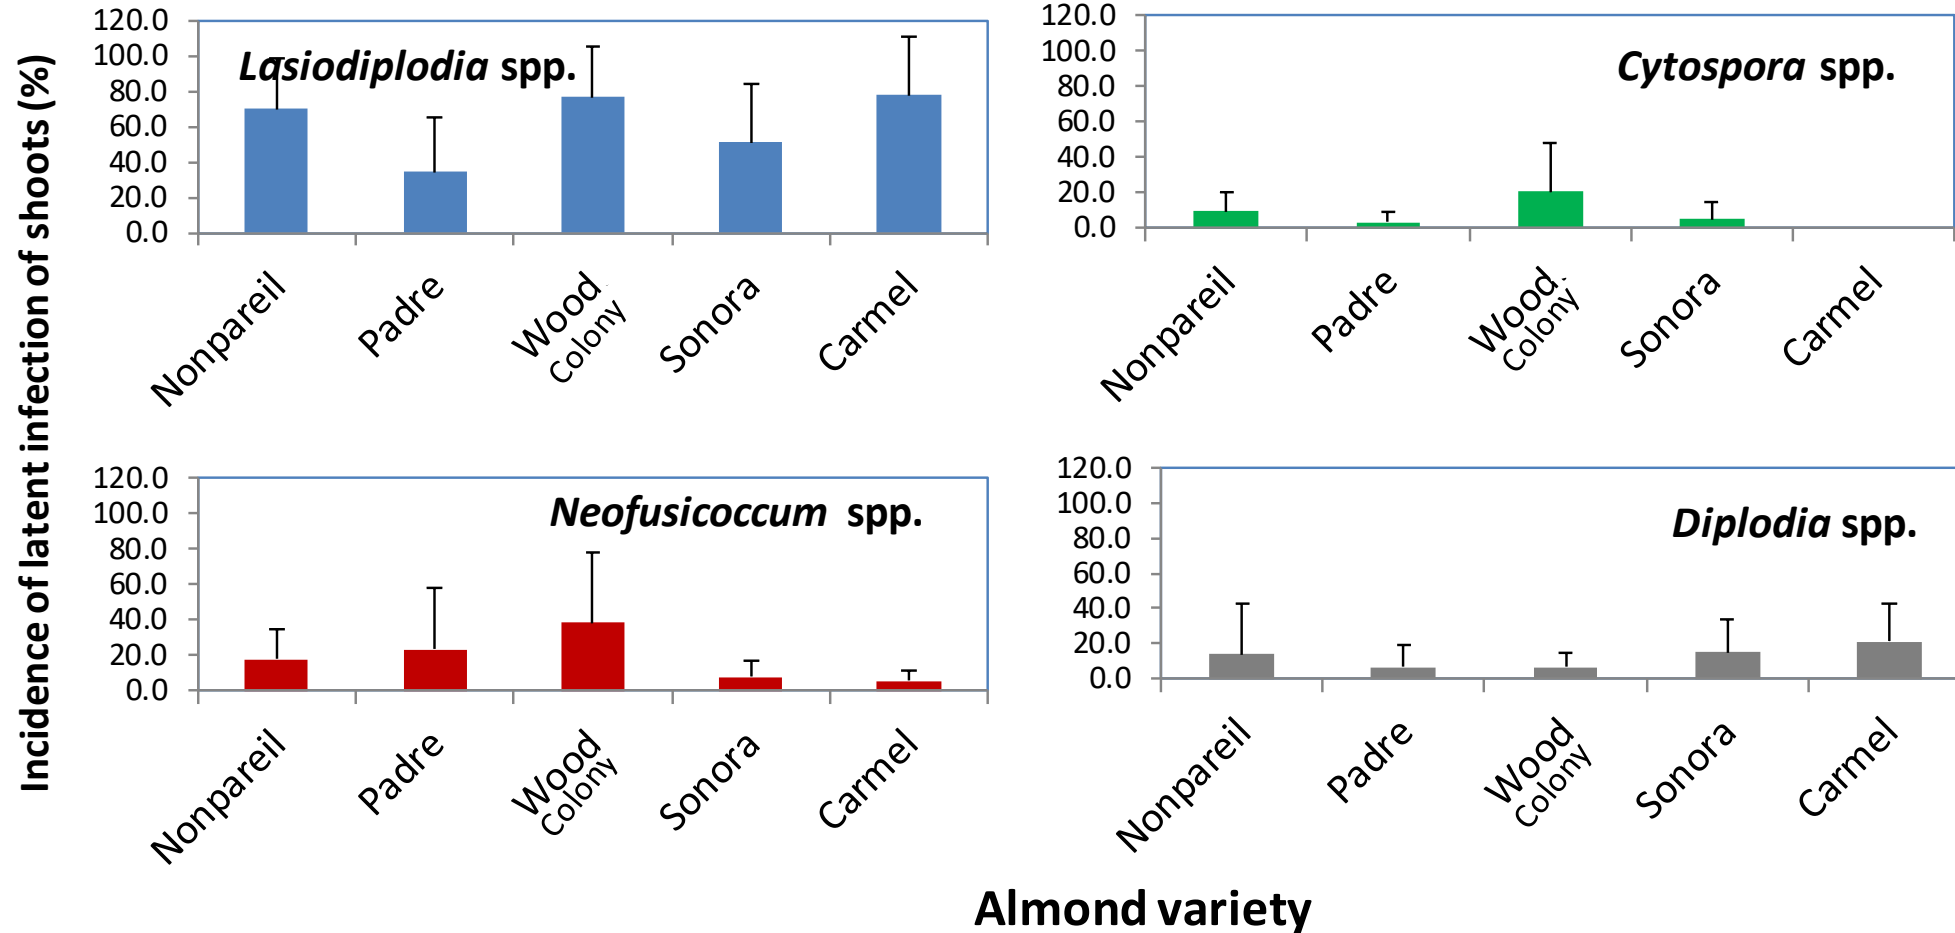 Incidence of latent infection of shoots (%)
120.0
100.0
80.0
60.0
40.0
20.0
0.0
Lasiodiplodia spp.
Nonpareil
Padre
Wood
Colony
Sonora
Carmel
120.0
100.0
80.0
60.0
40.0
20.0
0.0
Cytospora spp.
Nonpareil
Padre
Wood
Colony
Sonora
Carmel
120.0
100.0
80.0
60.0
40.0
20.0
0.0
Neofusicoccum spp.
Nonpareil
Padre
Wood
Colony
Sonora
Carmel
120.0
100.0
80.0
60.0
40.0
20.0
0.0
Diplodia spp.
Nonpareil
Padre
Wood
Colony
Sonora
Carmel
Almond variety